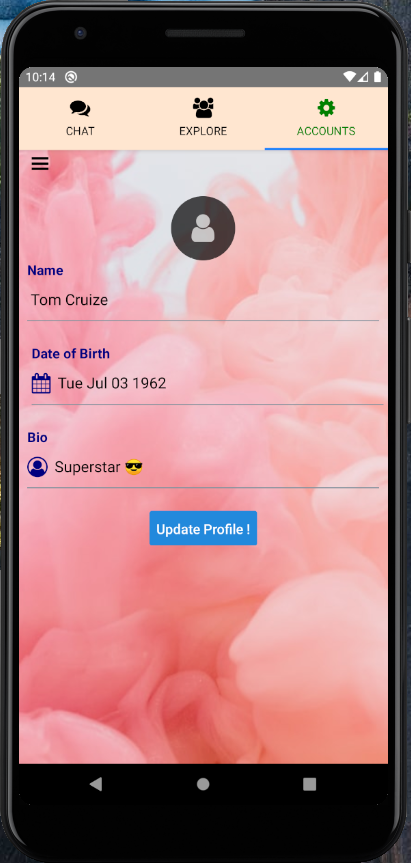 10:14
CHAT EXPLORE ACCOUNTS
Name
Tom Cruize
Date of Birth
Tue Jul 03 1962
Bio
Superstar 😎
Update Profile !